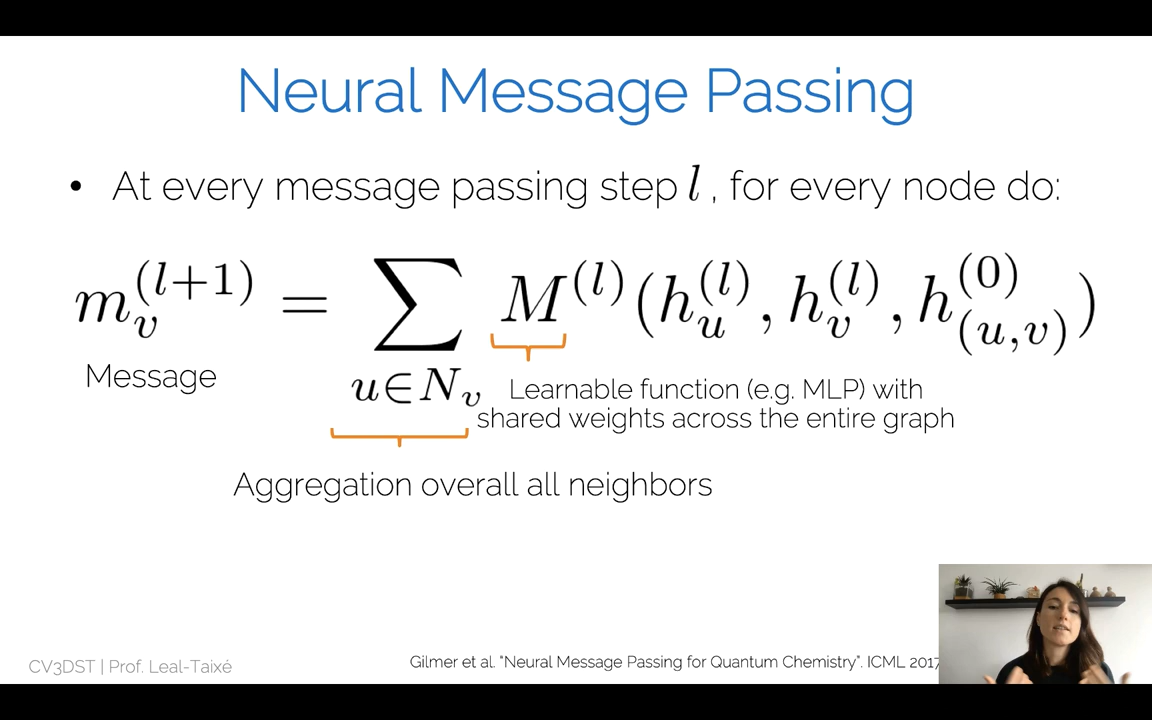 Neural Message Passing
• At every message passing step l , for every node do:
m_v^{(l+1)} = \sum_{u \in N_v} M^{(l)}(h_u^{(l)}, h_v^{(l)}, h_{(u,v)}^{(0)})
Message
Learnable function (e.g. MLP) with
shared weights across the entire graph
Aggregation overall all neighbors
CV3DST | Prof. Leal-Taixé
Gilmer et al. "Neural Message Passing for Quantum Chemistry". ICML 2017